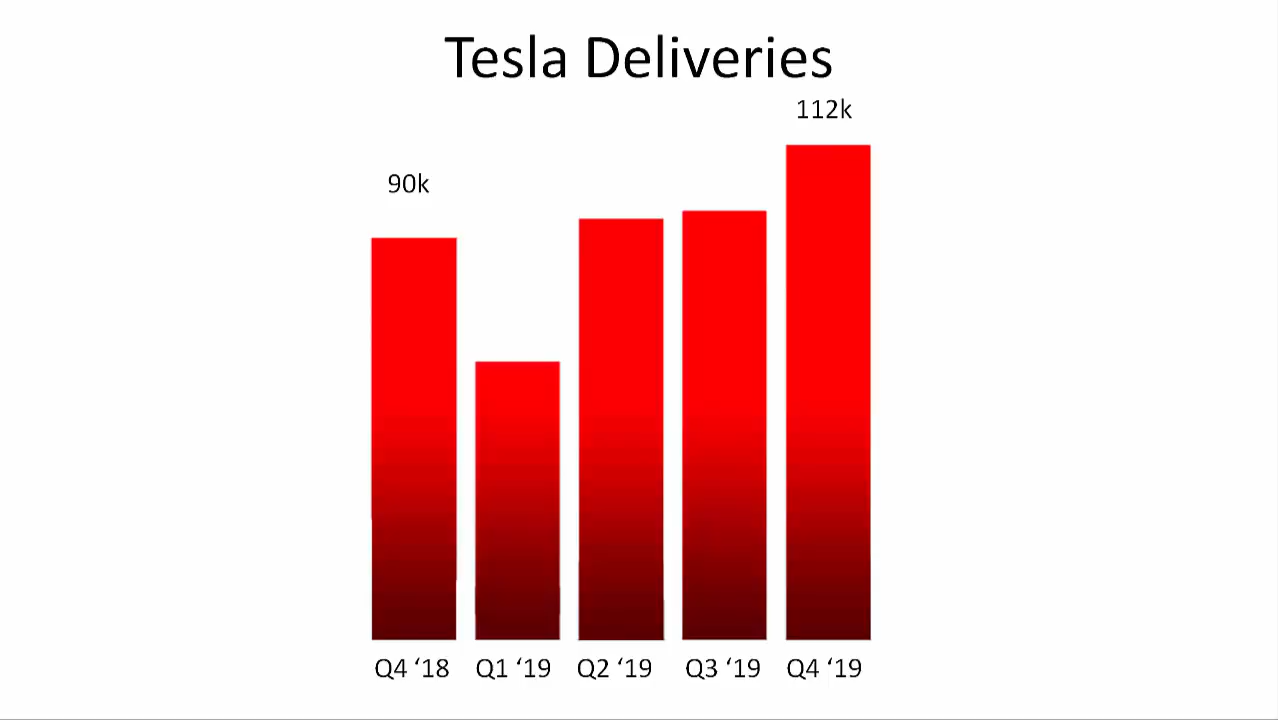 Tesla Deliveries
112k
90k
Q4 ‘18 Q1 ‘19 Q2 ‘19 Q3 ‘19 Q4 ‘19